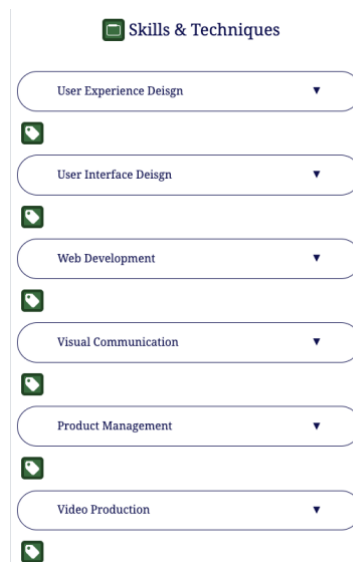 Skills & Techniques
User Experience Deisgn
User Interface Deisgn
Web Development
Visual Communication
Product Management
Video Production